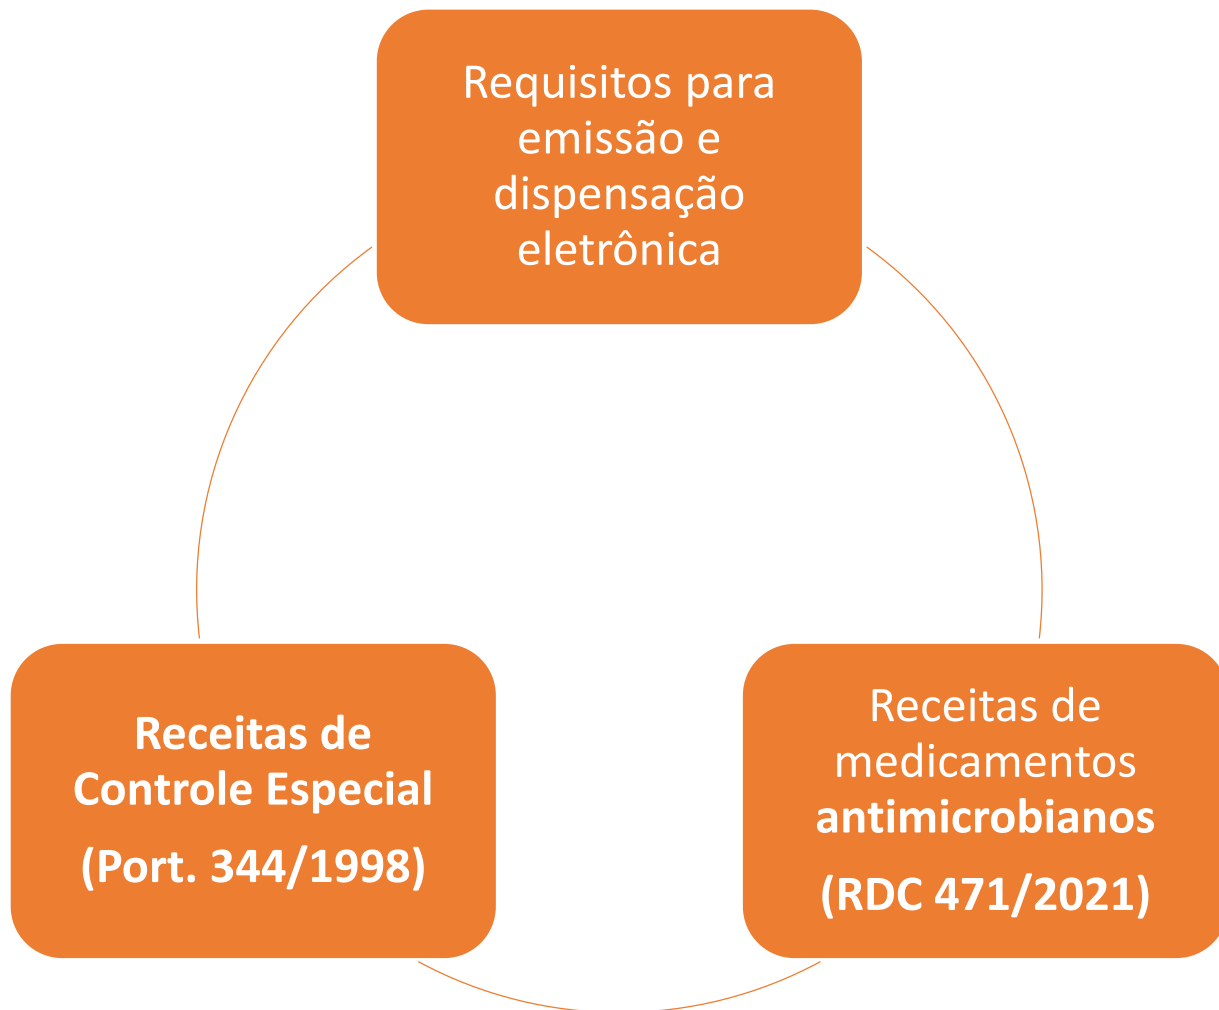 Requisitos para
emissão e
dispensação
eletrônica
Receitas de
Controle Especial
(Port. 344/1998)
Receitas de
medicamentos
antimicrobianos
(RDC 471/2021)